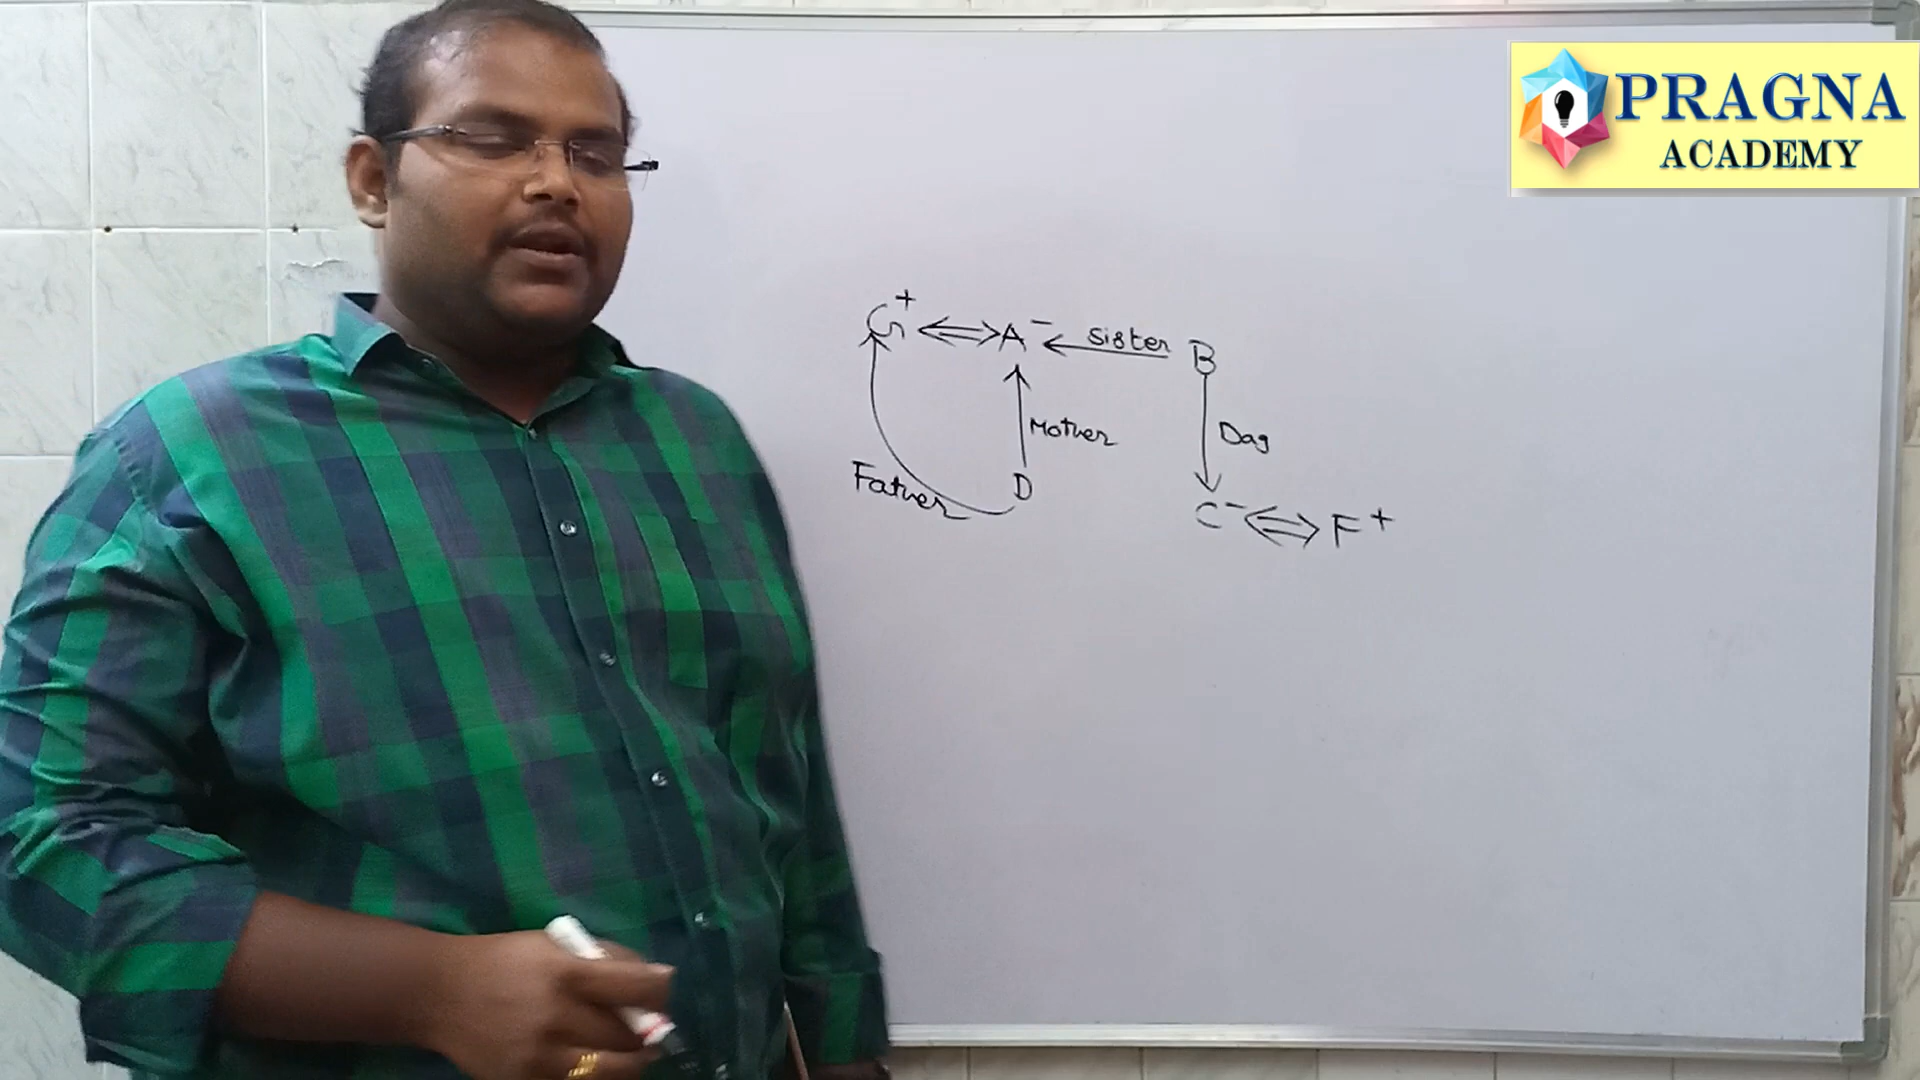 PRAGNA
ACADEMY
G+ ⟺ A- ← Sister B
Mother
Dag
Father D
C- ⟺ F+